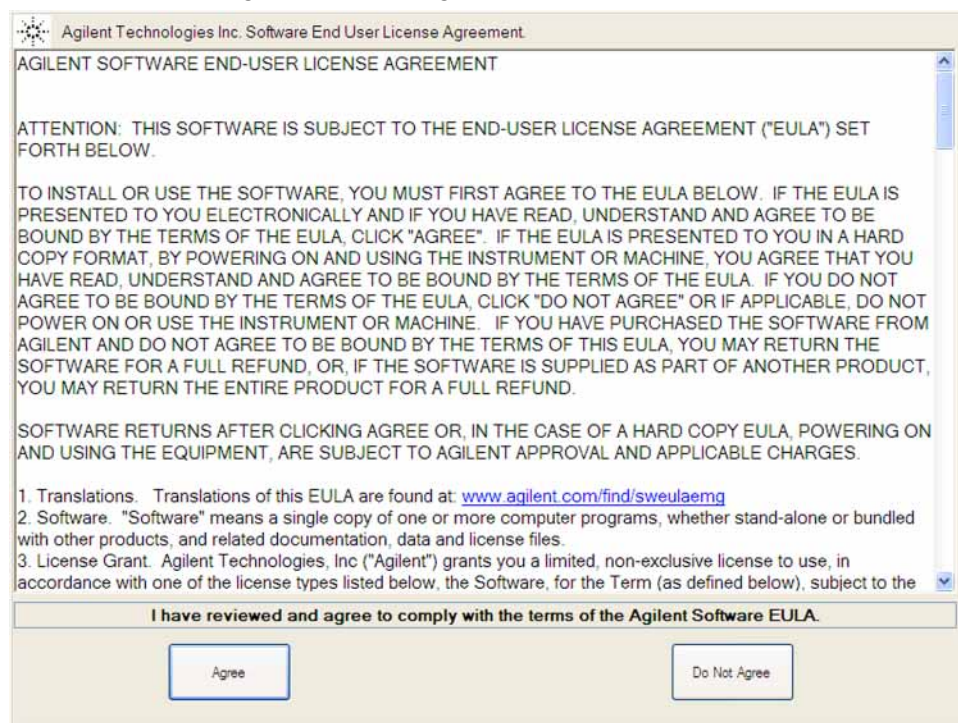 Agilent Technologies Inc. Software End User License Agreement.
AGILENT SOFTWARE END-USER LICENSE AGREEMENT
ATTENTION:  THIS SOFTWARE IS SUBJECT TO THE END-USER LICENSE AGREEMENT ("EULA") SET
FORTH BELOW.
TO INSTALL OR USE THE SOFTWARE, YOU MUST FIRST AGREE TO THE EULA BELOW.  IF THE EULA IS
PRESENTED TO YOU ELECTRONICALLY AND IF YOU HAVE READ, UNDERSTAND AND AGREE TO BE
BOUND BY THE TERMS OF THE EULA, CLICK "AGREE".  IF THE EULA IS PRESENTED TO YOU IN A HARD
COPY FORMAT, BY POWERING ON AND USING THE INSTRUMENT OR MACHINE, YOU AGREE THAT YOU
HAVE READ, UNDERSTAND AND AGREE TO BE BOUND BY THE TERMS OF THE EULA.  IF YOU DO NOT
AGREE TO BE BOUND BY THE TERMS OF THE EULA, CLICK "DO NOT AGREE" OR IF APPLICABLE, DO NOT
POWER ON OR USE THE INSTRUMENT OR MACHINE.   IF YOU HAVE PURCHASED THE SOFTWARE FROM
AGILENT AND DO NOT AGREE TO BE BOUND BY THE TERMS OF THIS EULA, YOU MAY RETURN THE
SOFTWARE FOR A FULL REFUND, OR, IF THE SOFTWARE IS SUPPLIED AS PART OF ANOTHER PRODUCT,
YOU MAY RETURN THE ENTIRE PRODUCT FOR A FULL REFUND.
SOFTWARE RETURNS AFTER CLICKING AGREE OR, IN THE CASE OF A HARD COPY EULA, POWERING ON
AND USING THE EQUIPMENT, ARE SUBJECT TO AGILENT APPROVAL AND APPLICABLE CHARGES.
1. Translations.   Translations of this EULA are found at: www.agilent.com/find/sweulaemg
2. Software.  "Software" means a single copy of one or more computer programs, whether stand-alone or bundled
with other products, and related documentation, data and license files.
3. License Grant.  Agilent Technologies, Inc ("Agilent") grants you a limited, non-exclusive license to use, in
accordance with one of the license types listed below, the Software, for the Term (as defined below), subject to the
I have reviewed and agree to comply with the terms of the Agilent Software EULA.
Agree
Do Not Agree